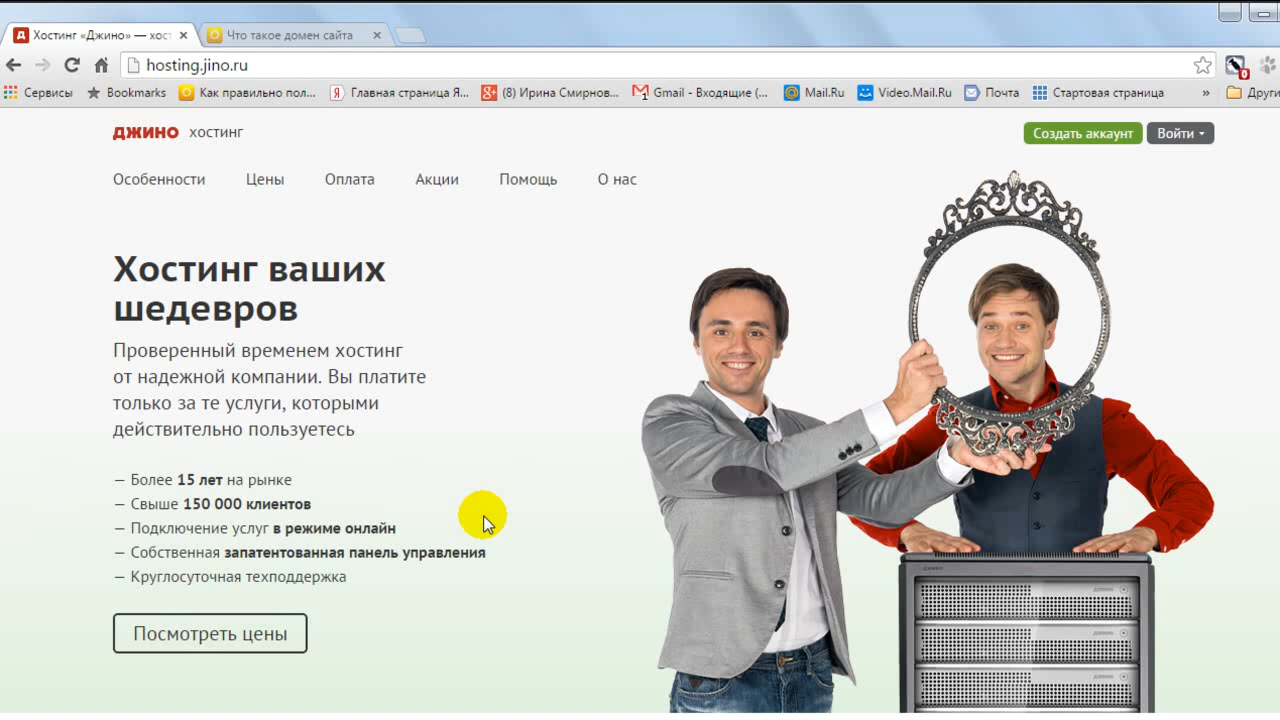 Хостинг «Джино» — хост
Что такое домен сайта
hosting.jino.ru
0
Сервисы
Bookmarks
Как правильно пол...
Главная страница Я...
(8) Ирина Смирнов...
Gmail - Входящие (...
Mail.Ru
Video.Mail.Ru
Почта
Стартовая страница
»
Други
джино хостинг
Создать аккаунт
Войти
Особенности
Цены
Оплата
Акции
Помощь
О нас
Хостинг ваших
шедевров
Проверенный временем хостинг
от надежной компании. Вы платите
только за те услуги, которыми
действительно пользуетесь
— Более 15 лет на рынке
— Свыше 150 000 клиентов
— Подключение услуг в режиме онлайн
— Собственная запатентованная панель управления
— Круглосуточная техподдержка
Посмотреть цены